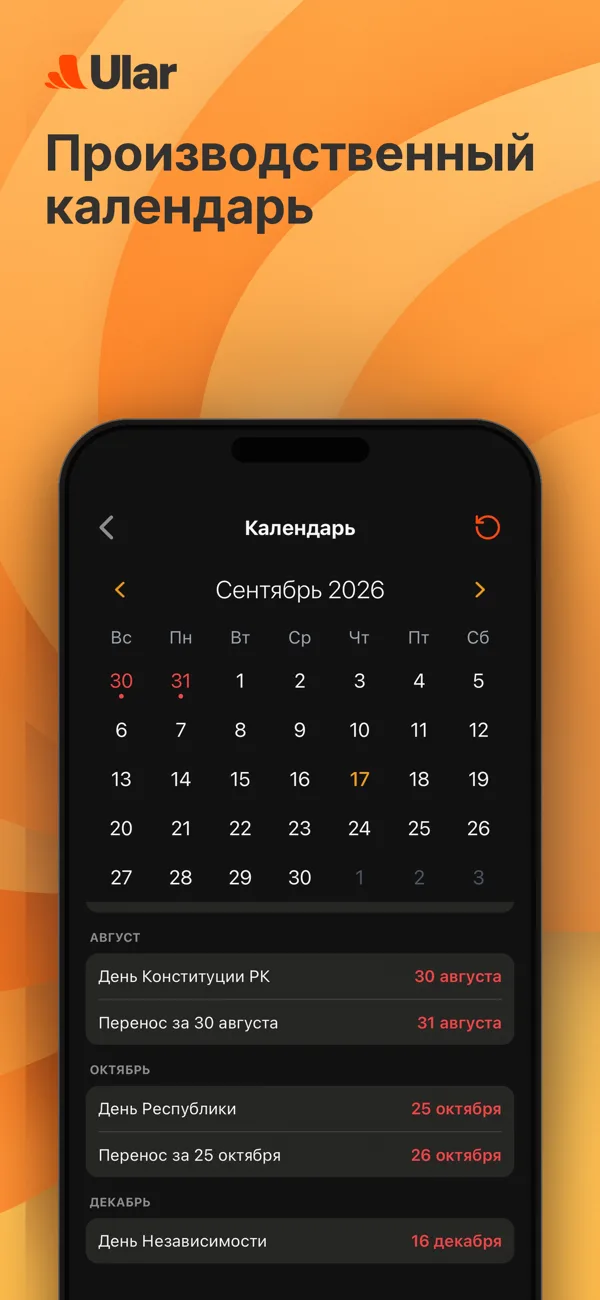 Ular
Производственный
календарь
Календарь
Сентябрь 2026
Вс Пн Вт Ср Чт Пт Сб
30 31 1 2 3 4 5
6 7 8 9 10 11 12
13 14 15 16 17 18 19
20 21 22 23 24 25 26
27 28 29 30 1 2 3
АВГУСТ
День Конституции РК 30 августа
Перенос за 30 августа 31 августа
ОКТЯБРЬ
День Республики 25 октября
Перенос за 25 октября 26 октября
ДЕКАБРЬ
День Независимости 16 декабря